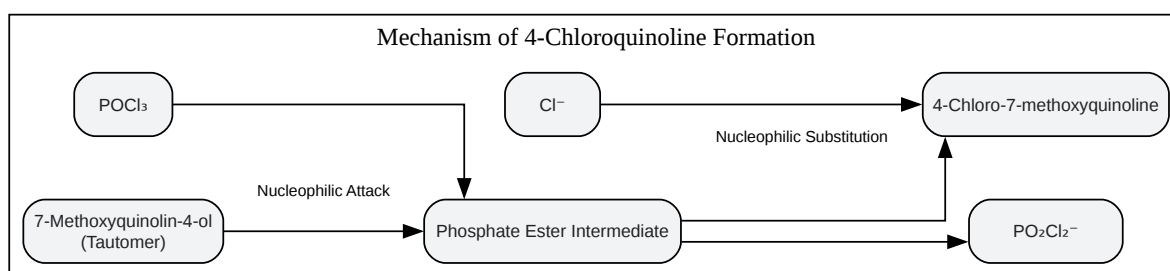 Mechanism of 4-Chloroquinoline Formation
POCl₃
Cl⁻
4-Chloro-7-methoxyquinoline
Nucleophilic Substitution
Nucleophilic Attack
7-Methoxyquinolin-4-ol
(Tautomer)
Phosphate Ester Intermediate
PO₂Cl₂⁻